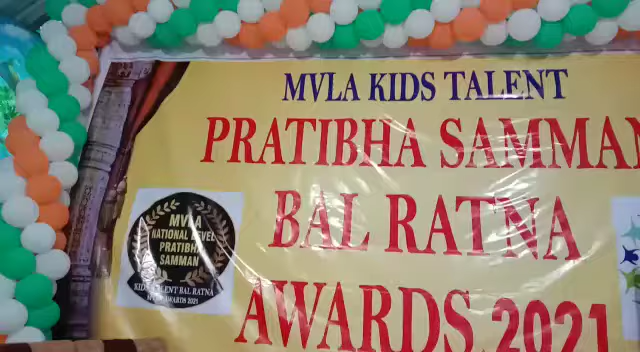 MVLA KIDS TALENT
PRATIBHA SAMMAN
BAL RATNA
AWARDS 2021
MVLA
NATIONAL LEVEL
PRATIBHA
SAMMAN
KIDS TALENT BAL RATNA
AWARDS 2021